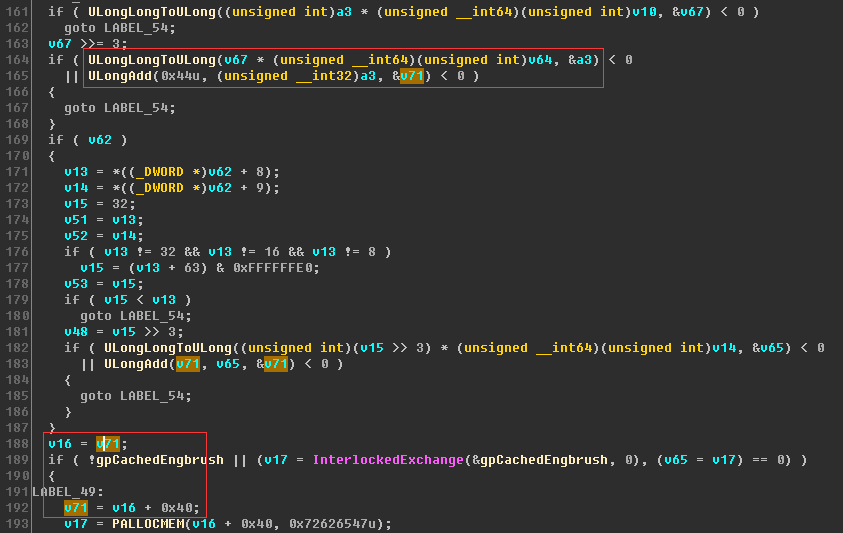 161 if ( ULongLongToULong((unsigned int)a3 * (unsigned __int64)(unsigned int)v10, &v67) < 0 )
162 goto LABEL_54;
163 v67 >>= 3;
164 if ( ULongLongToULong(v67 * (unsigned __int64)(unsigned int)v64, &a3) < 0
165 || ULongAdd(0x44u, (unsigned __int32)a3, &v71) < 0 )
166 {
167 goto LABEL_54;
168 }
169 if ( v62 )
170 {
171 v13 = *((_DWORD *)v62 + 8);
172 v14 = *((_DWORD *)v62 + 9);
173 v15 = 32;
174 v51 = v13;
175 v52 = v14;
176 if ( v13 != 32 && v13 != 16 && v13 != 8 )
177 v15 = (v13 + 63) & 0xFFFFFFE0;
178 v53 = v15;
179 if ( v15 < v13 )
180 goto LABEL_54;
181 v48 = v15 >> 3;
182 if ( ULongLongToULong((unsigned int)(v15 >> 3) * (unsigned __int64)(unsigned int)v14, &v65) < 0
183 || ULongAdd(v71, v65, &v71) < 0 )
184 {
185 goto LABEL_54;
186 }
187 }
188 v16 = v71;
189 if ( !gpCachedEngbrush || (v17 = InterlockedExchange(&gpCachedEngbrush, 0), (v65 = v17) == 0) )
190 {
191 LABEL_49:
192 v71 = v16 + 0x40;
193 v17 = PALLOCMEM(v16 + 0x40, 0x72626547u);